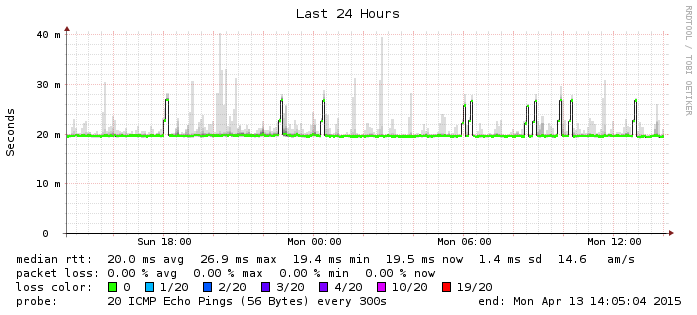 Last 24 Hours
RRDTOOL / TOBI OETIKER
Seconds
40 m
30 m
20 m
10 m
0
Sun 18:00 Mon 00:00 Mon 06:00 Mon 12:00
median rtt: 20.0 ms avg 26.9 ms max 19.4 ms min 19.5 ms now 1.4 ms sd 14.6 am/s
packet loss: 0.00 % avg 0.00 % max 0.00 % min 0.00 % now
loss color: 0 1/20 2/20 3/20 4/20 10/20 19/20
probe: 20 ICMP Echo Pings (56 Bytes) every 300s end: Mon Apr 13 14:05:04 2015